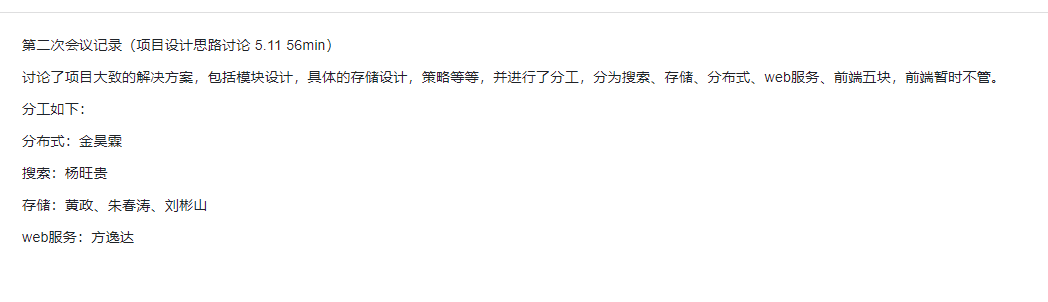 第二次会议记录（项目设计思路讨论 5.11 56min）
讨论了项目大致的解决方案，包括模块设计，具体的存储设计，策略等等，并进行了分工，分为搜索、存储、分布式、web服务、前端五块，前端暂时不管。
分工如下：
分布式：金昊霖
搜索：杨旺贵
存储：黄政、朱春涛、刘彬山
web服务：方逸达